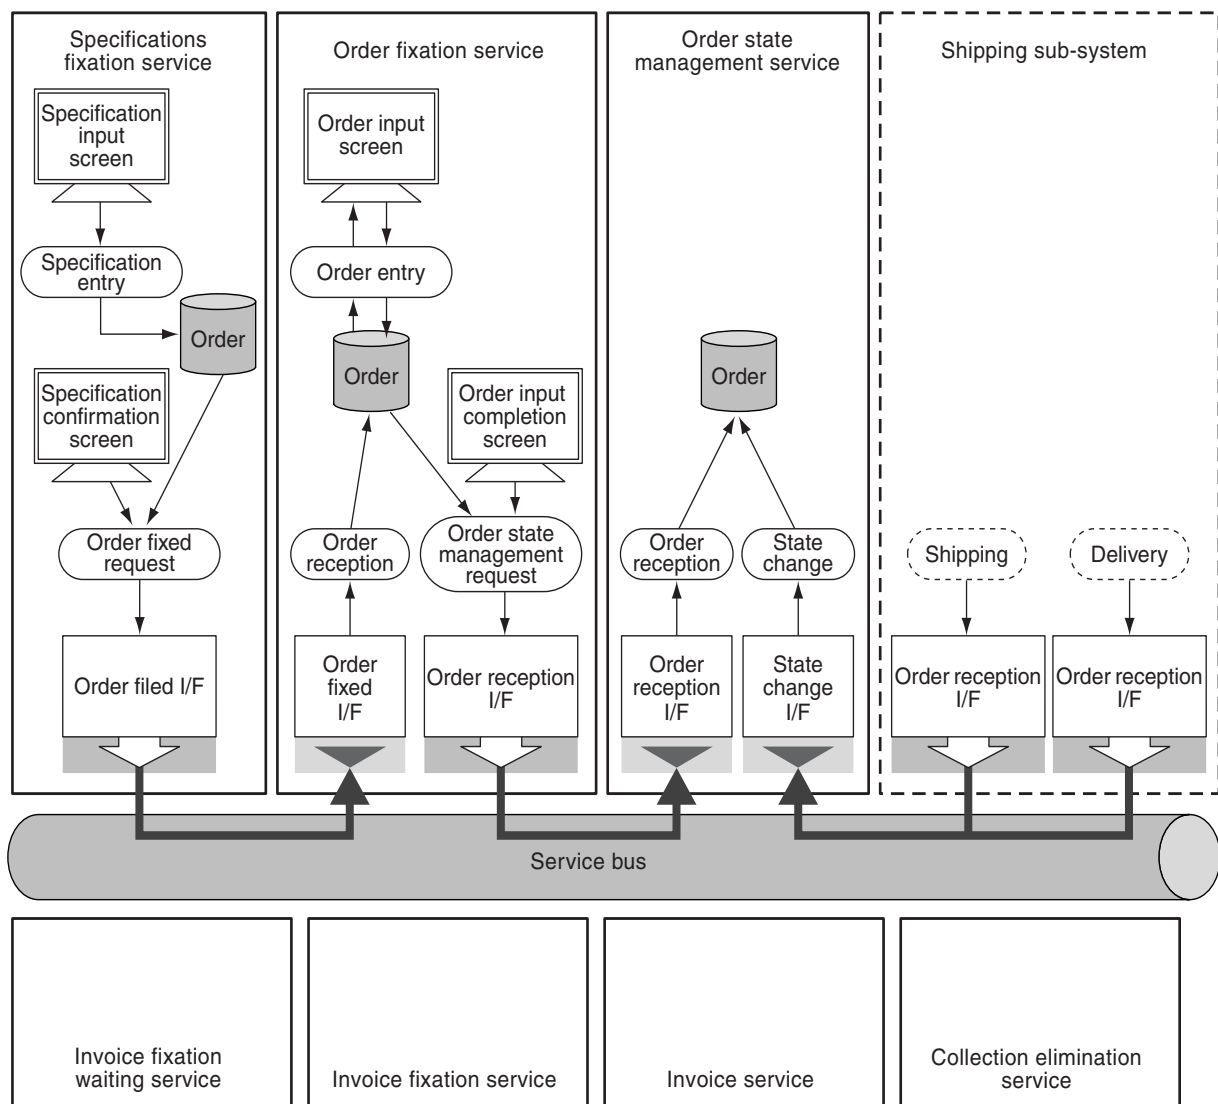 Specifications
fixation service
Specification
input
screen
Specification
entry
Order
Specification
confirmation
screen
Order fixed
request
Order filed I/F
Order fixation service
Order input
screen
Order entry
Order
Order input
completion
screen
Order
reception
Order state
management
request
Order
fixed
I/F
Order reception
I/F
Order state
management service
Order
Order
reception
State
change
Order
reception
I/F
State
change
I/F
Shipping sub-system
Shipping
Delivery
Order reception
I/F
Order reception
I/F
Service bus
Invoice fixation
waiting service
Invoice fixation service
Invoice service
Collection elimination
service